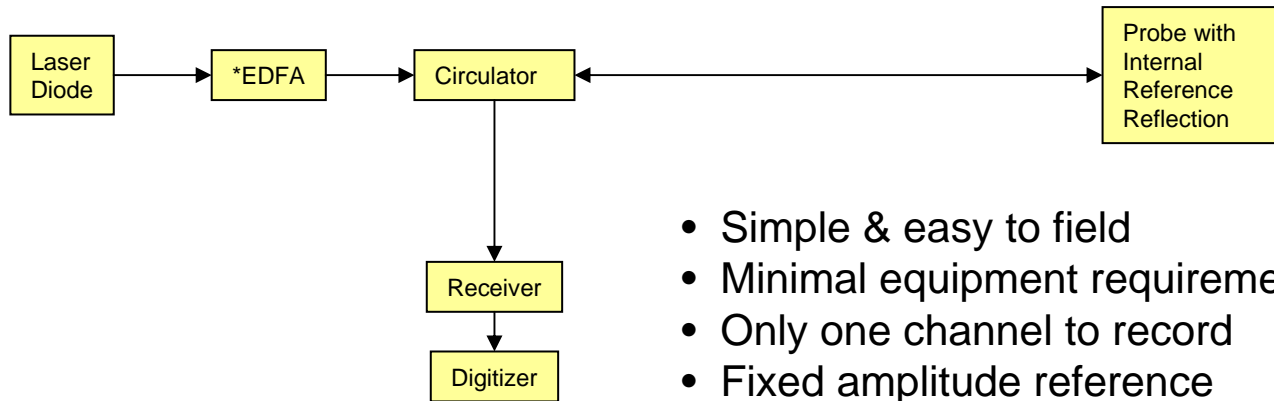 Laser
Diode
*EDFA
Circulator
Probe with
Internal
Reference
Reflection
Receiver
Digitizer
• Simple & easy to field
• Minimal equipment requireme
• Only one channel to record
• Fixed amplitude reference